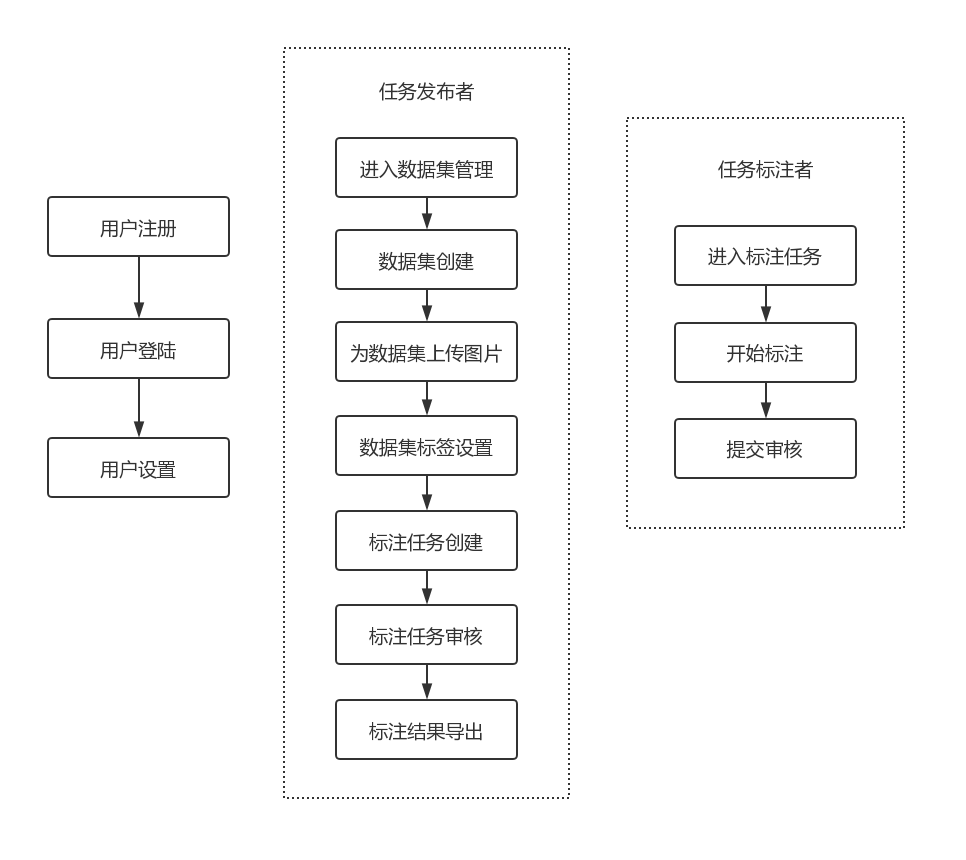 用户注册
用户登陆
用户设置
任务发布者
进入数据集管理
数据集创建
为数据集上传图片
数据集标签设置
标注任务创建
标注任务审核
标注结果导出
任务标注者
进入标注任务
开始标注
提交审核